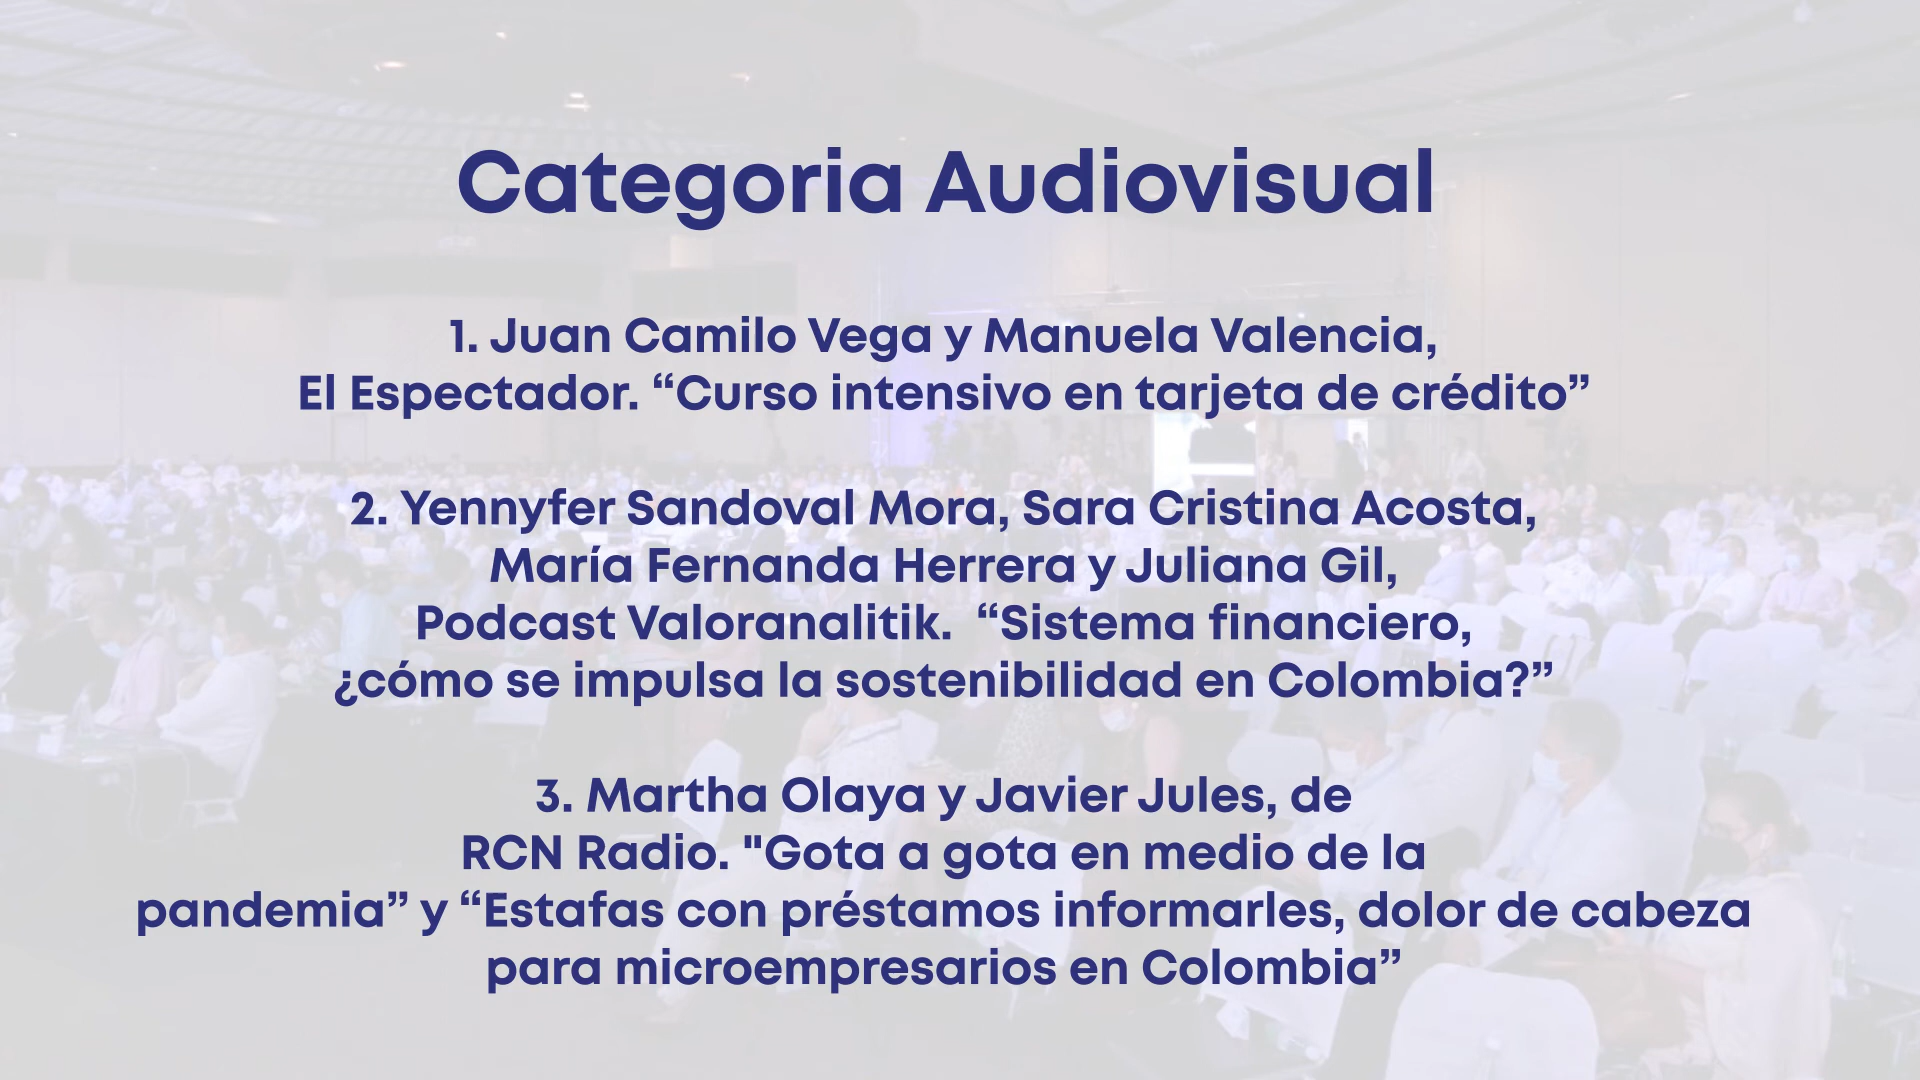 Categoria Audiovisual
1. Juan Camilo Vega y Manuela Valencia,
El Espectador. “Curso intensivo en tarjeta de crédito”
2. Yennyfer Sandoval Mora, Sara Cristina Acosta,
María Fernanda Herrera y Juliana Gil,
Podcast Valoranalitik.  “Sistema financiero,
¿cómo se impulsa la sostenibilidad en Colombia?”
3. Martha Olaya y Javier Jules, de
RCN Radio. "Gota a gota en medio de la
pandemia” y “Estafas con préstamos informarles, dolor de cabeza
para microempresarios en Colombia”